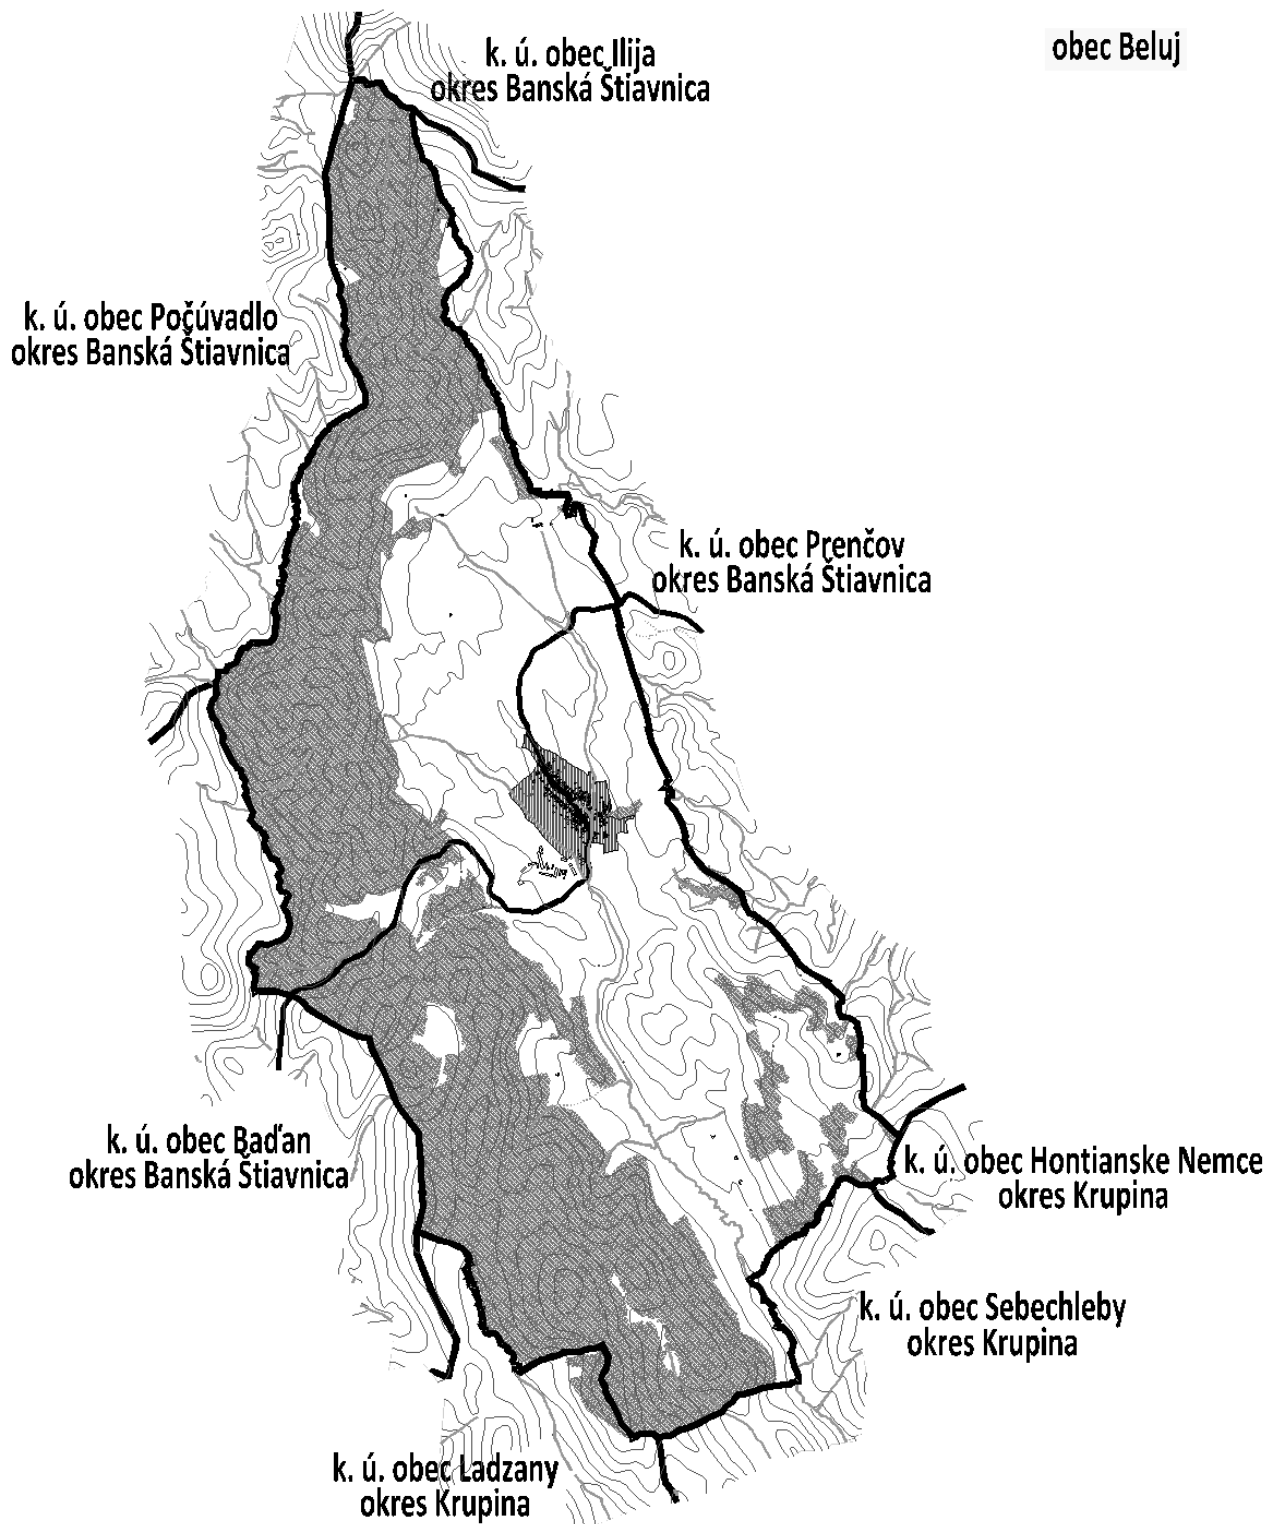 k. ú. obec Ilija
okres Banská Štiavnica
obec Beluj
k. ú. obec Počúvadlo
okres Banská Štiavnica
k. ú. obec Prenčov
okres Banská Štiavnica
k. ú. obec Baďan
okres Banská Štiavnica
k. ú. obec Hontianske Nemce
okres Krupina
k. ú. obec Sebechleby
okres Krupina
k. ú. obec Ladzany
okres Krupina